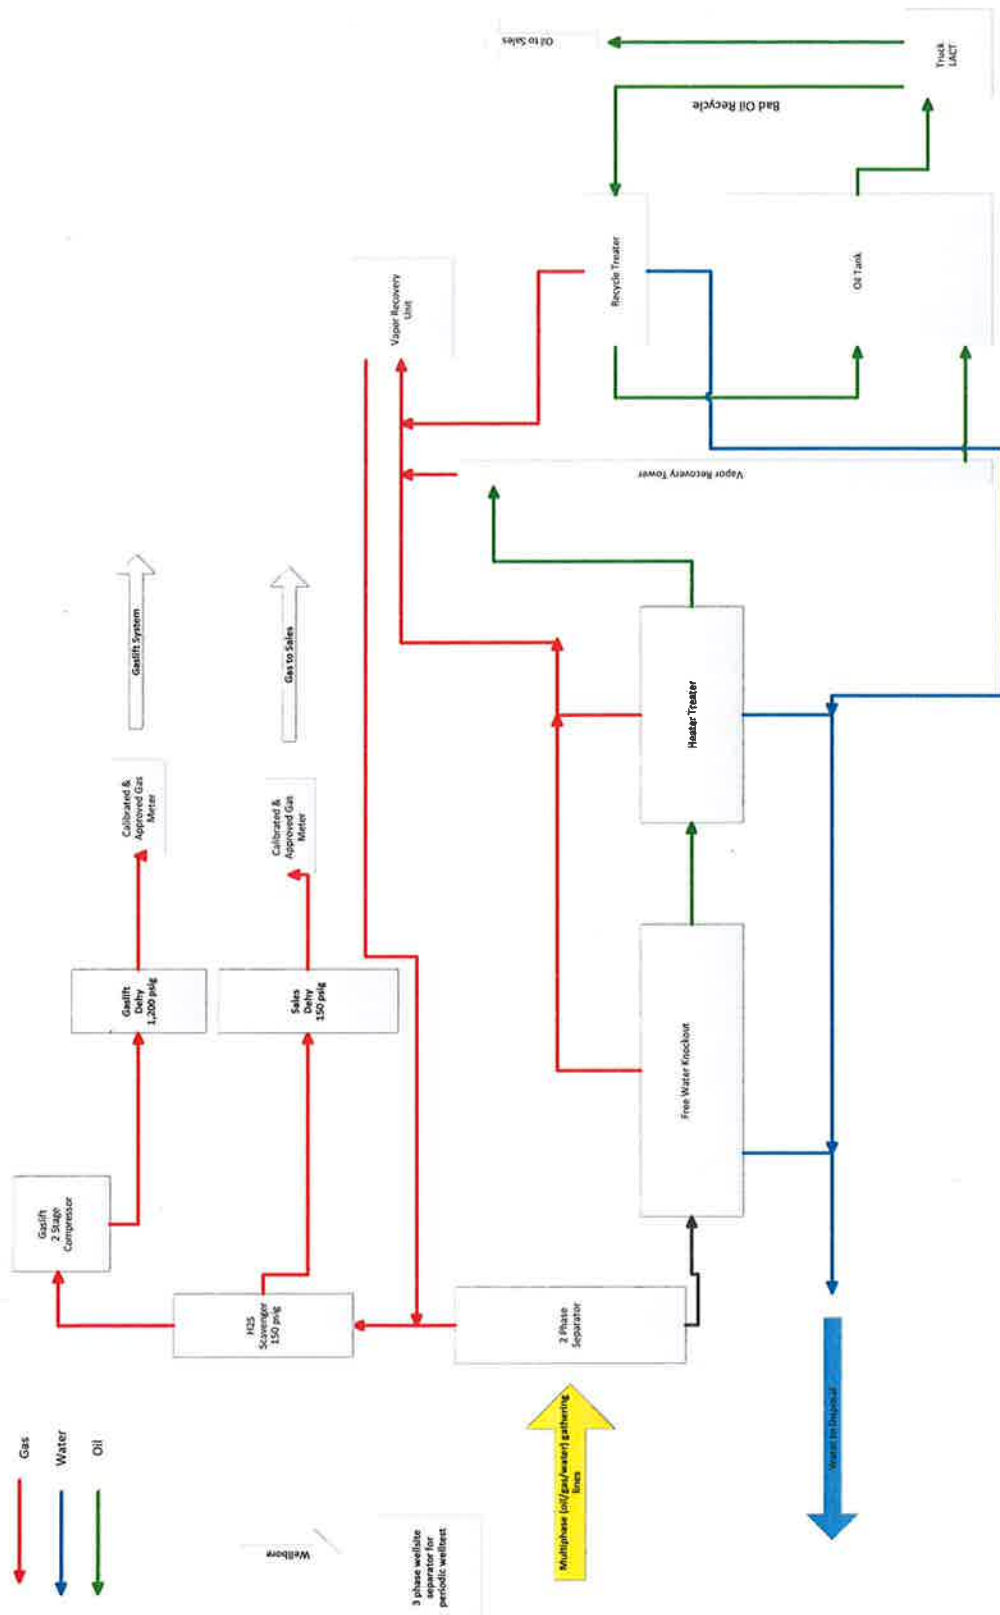 Gas
Water
Oil
Wellbore
3 phase wellsite
separator for
periodic welltest
Multiphase (oil/gas/water) gathering
lines
Water to Disposal
2 Phase
Separator
H2S
Scavenger
150 psig
Gaslift
2 Stage
Compressor
Gaslift
Dehy
1,200 psig
Sales
Dehy
150 psig
Calibrated &
Approved Gas
Meter
Calibrated &
Approved Gas
Meter
Gaslift System
Gas to Sales
Free Water Knockout
Heater Treater
Vapor Recovery Tower
Vapor Recovery
Unit
Recycle Treater
Oil Tank
Bad Oil Recycle
Oil to Sales
Truck
LACT